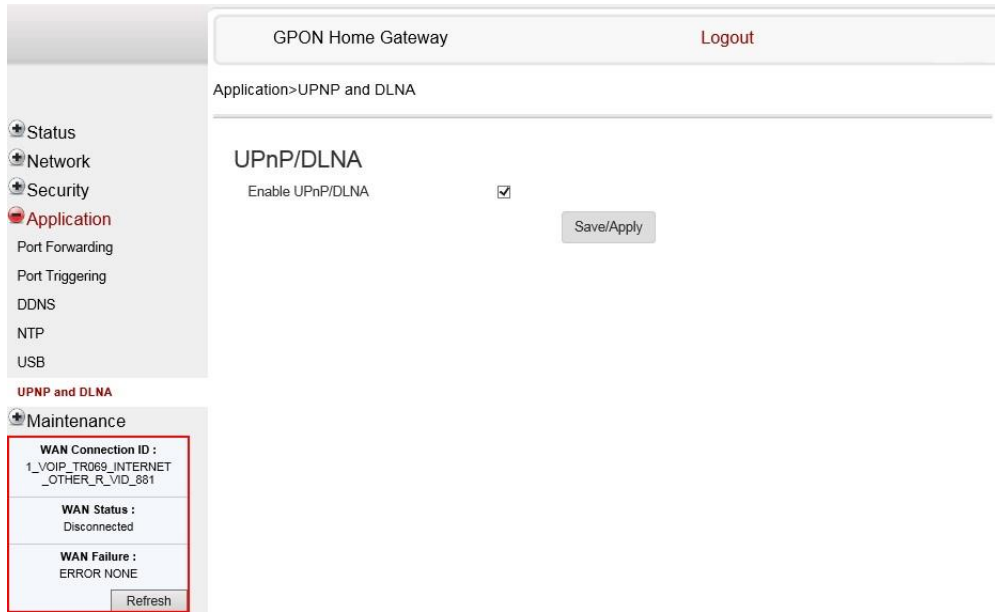 GPON Home Gateway
Logout
Application>UPNP and DLNA
Status
Network
Security
Application
Port Forwarding
Port Triggering
DDNS
NTP
USB
UPNP and DLNA
Maintenance
WAN Connection ID :
1_VOIP_TR069_INTERNET
_OTHER_R_VID_881
WAN Status :
Disconnected
WAN Failure :
ERROR NONE
Refresh
UPnP/DLNA
Enable UPnP/DLNA
Save/Apply